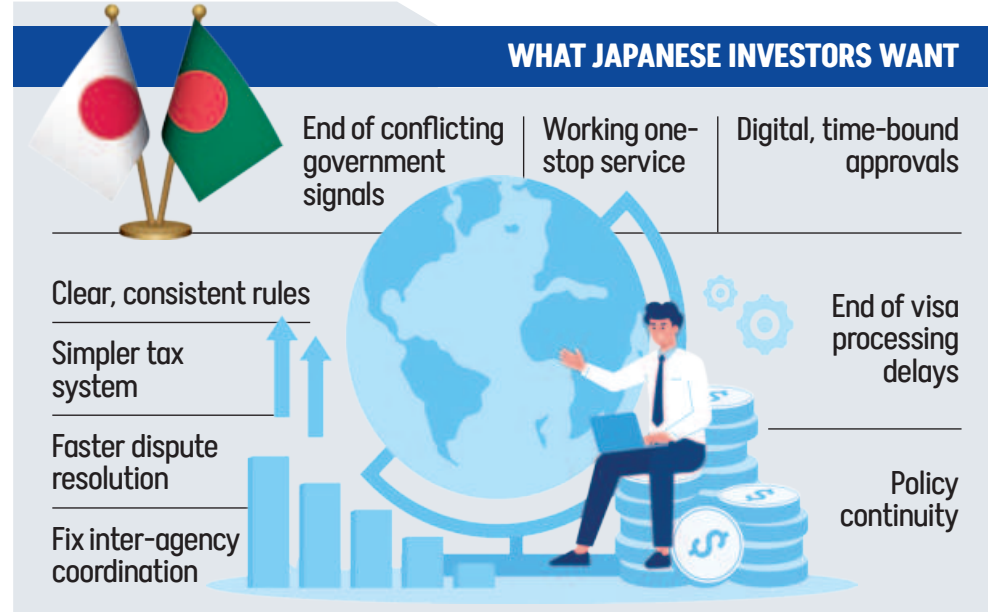 WHAT JAPANESE INVESTORS WANT
End of conflicting
government
signals
Working one-
stop service
Digital, time-bound
approvals
Clear, consistent rules
Simpler tax
system
Faster dispute
resolution
Fix inter-agency
coordination
End of visa
processing
delays
Policy
continuity
$
$
$